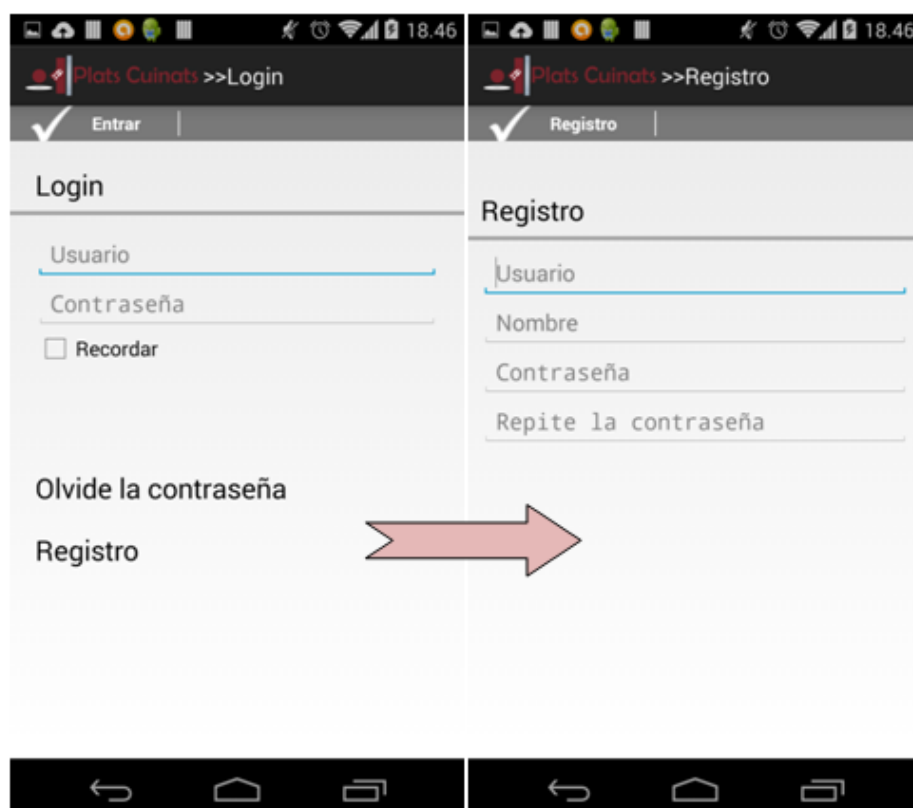 18.46
Plats Cuinats >>Login
Entrar
Login
Usuario
Contraseña
Recordar
Olvide la contraseña
Registro
18.46
Plats Cuinats >>Registro
Registro
Registro
Usuario
Nombre
Contraseña
Repite la contraseña